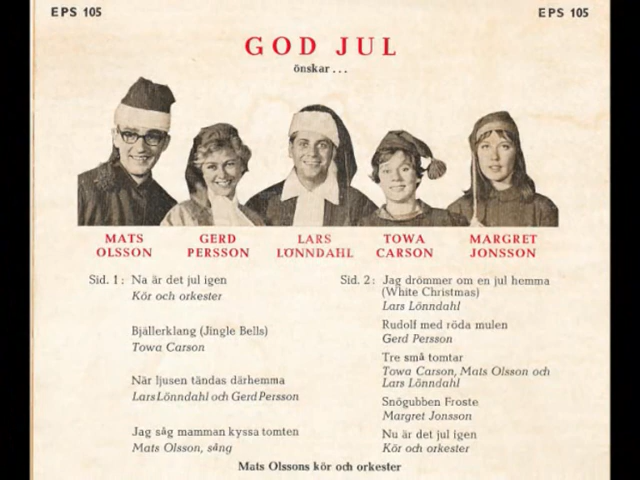 EPS 105
EPS 105
GOD JUL
önskar...
MATS OLSSON
GERD PERSSON
LARS LÖNNDAHL
TOWA CARSON
MARGRET JONSSON
Sid. 1: Na är det jul igen
Kör och orkester
Bjällerklang (Jingle Bells)
Towa Carson
När ljusen tändas därhemma
Lars Lönndahl och Gerd Persson
Jag såg mamman kyssa tomten
Mats Olsson, sång
Sid. 2: Jag drömmer om en jul hemma
(White Christmas)
Lars Lönndahl
Rudolf med röda mulen
Gerd Persson
Tre små tomtar
Towa Carson, Mats Olsson och
Lars Lönndahl
Snögubben Froste
Margret Jonsson
Nu är det jul igen
Kör och orkester
Mats Olssons kör och orkester